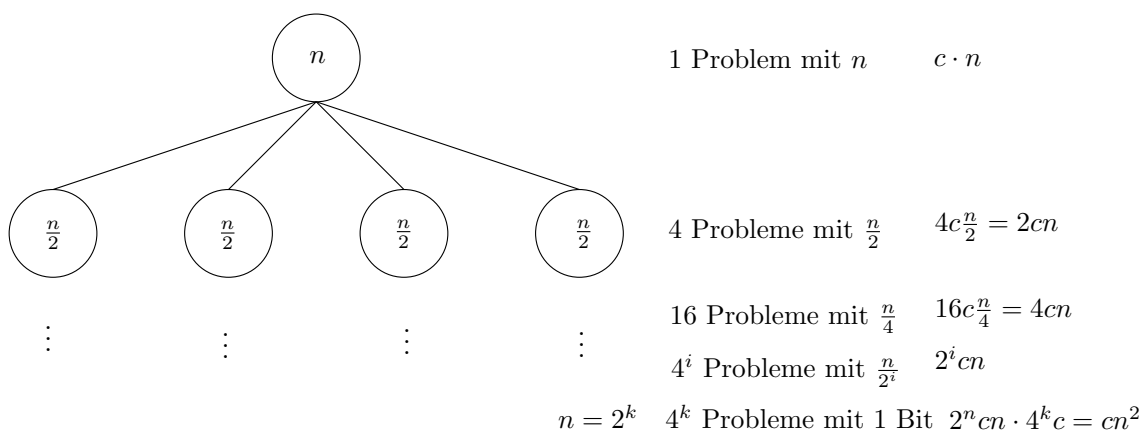 n 1 Problem mit n c · n
n/2 n/2 n/2 n/2 4 Probleme mit n/2 4c n/2 = 2cn
⋮ ⋮ ⋮ ⋮ 16 Probleme mit n/4 16c n/4 = 4cn
4^i Probleme mit n/2^i 2^i cn
n = 2^k 4^k Probleme mit 1 Bit 2^n cn · 4^k c = cn^2